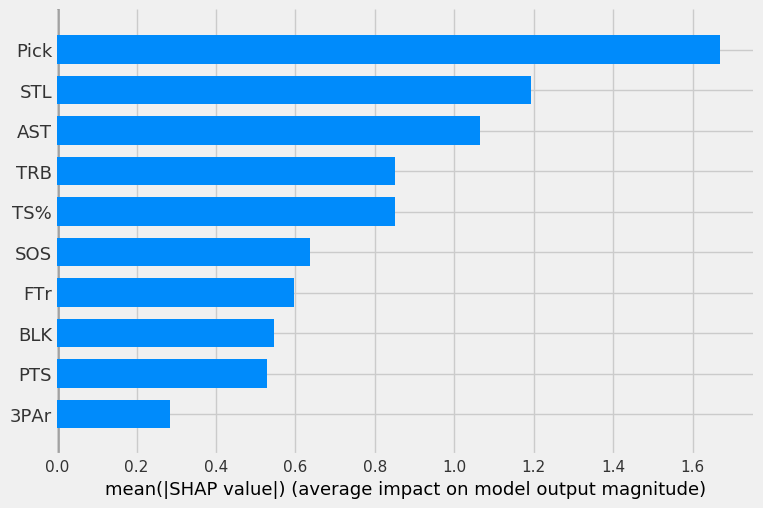 Pick
STL
AST
TRB
TS%
SOS
FTr
BLK
PTS
3PAr
0.0 0.2 0.4 0.6 0.8 1.0 1.2 1.4 1.6
mean(|SHAP value|) (average impact on model output magnitude)